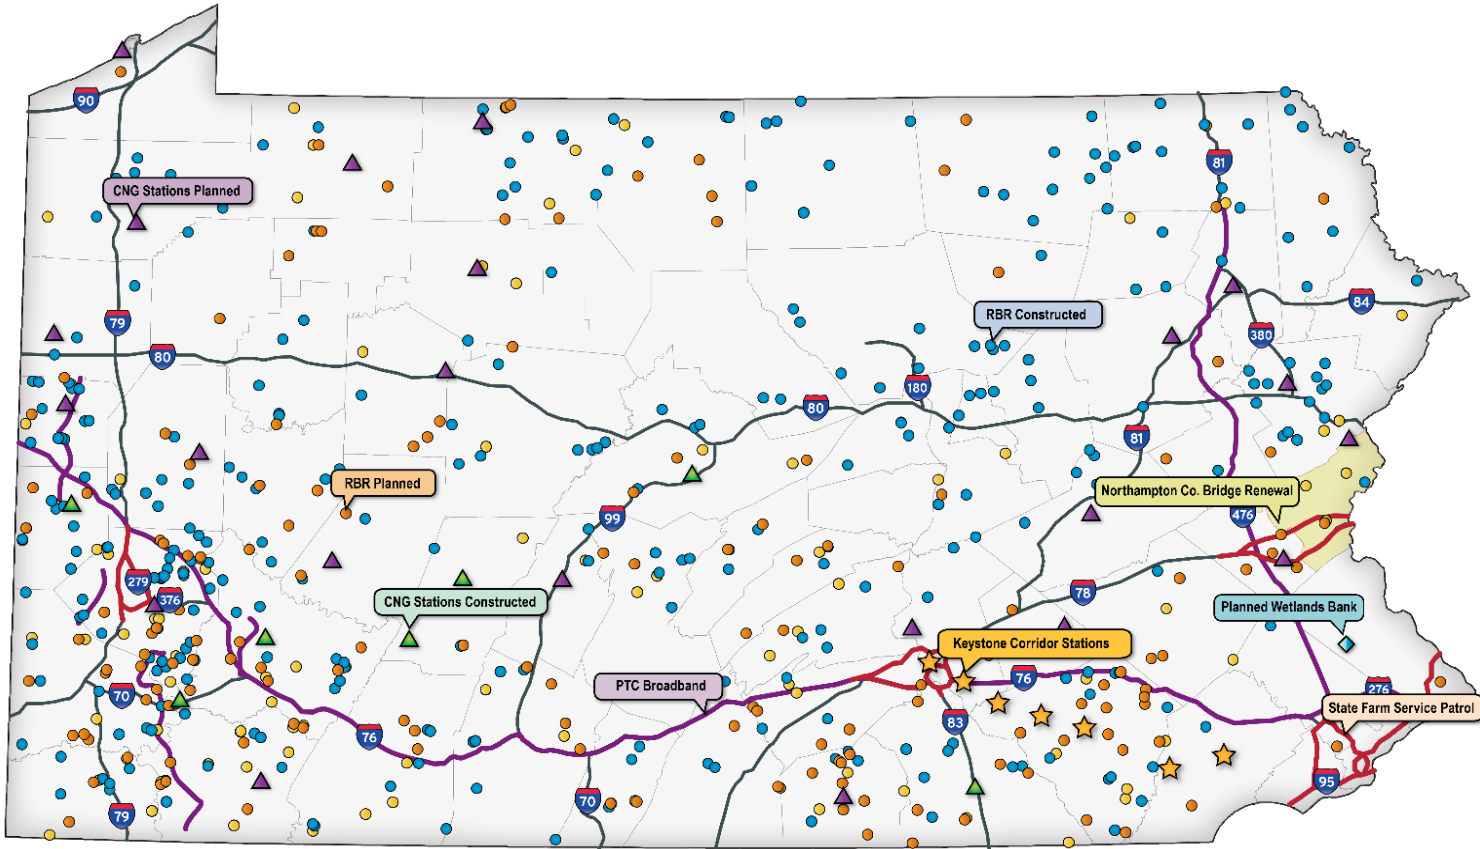 90
81
CNG Stations Planned
84
RBR Constructed
79
380
80
180
80
81
RBR Planned
Northampton Co. Bridge Renewal
476
99
279
376
78
CNG Stations Constructed
Planned Wetlands Bank
Keystone Corridor Stations
76
PTC Broadband
70
276
State Farm Service Patrol
83
76
95
70
79